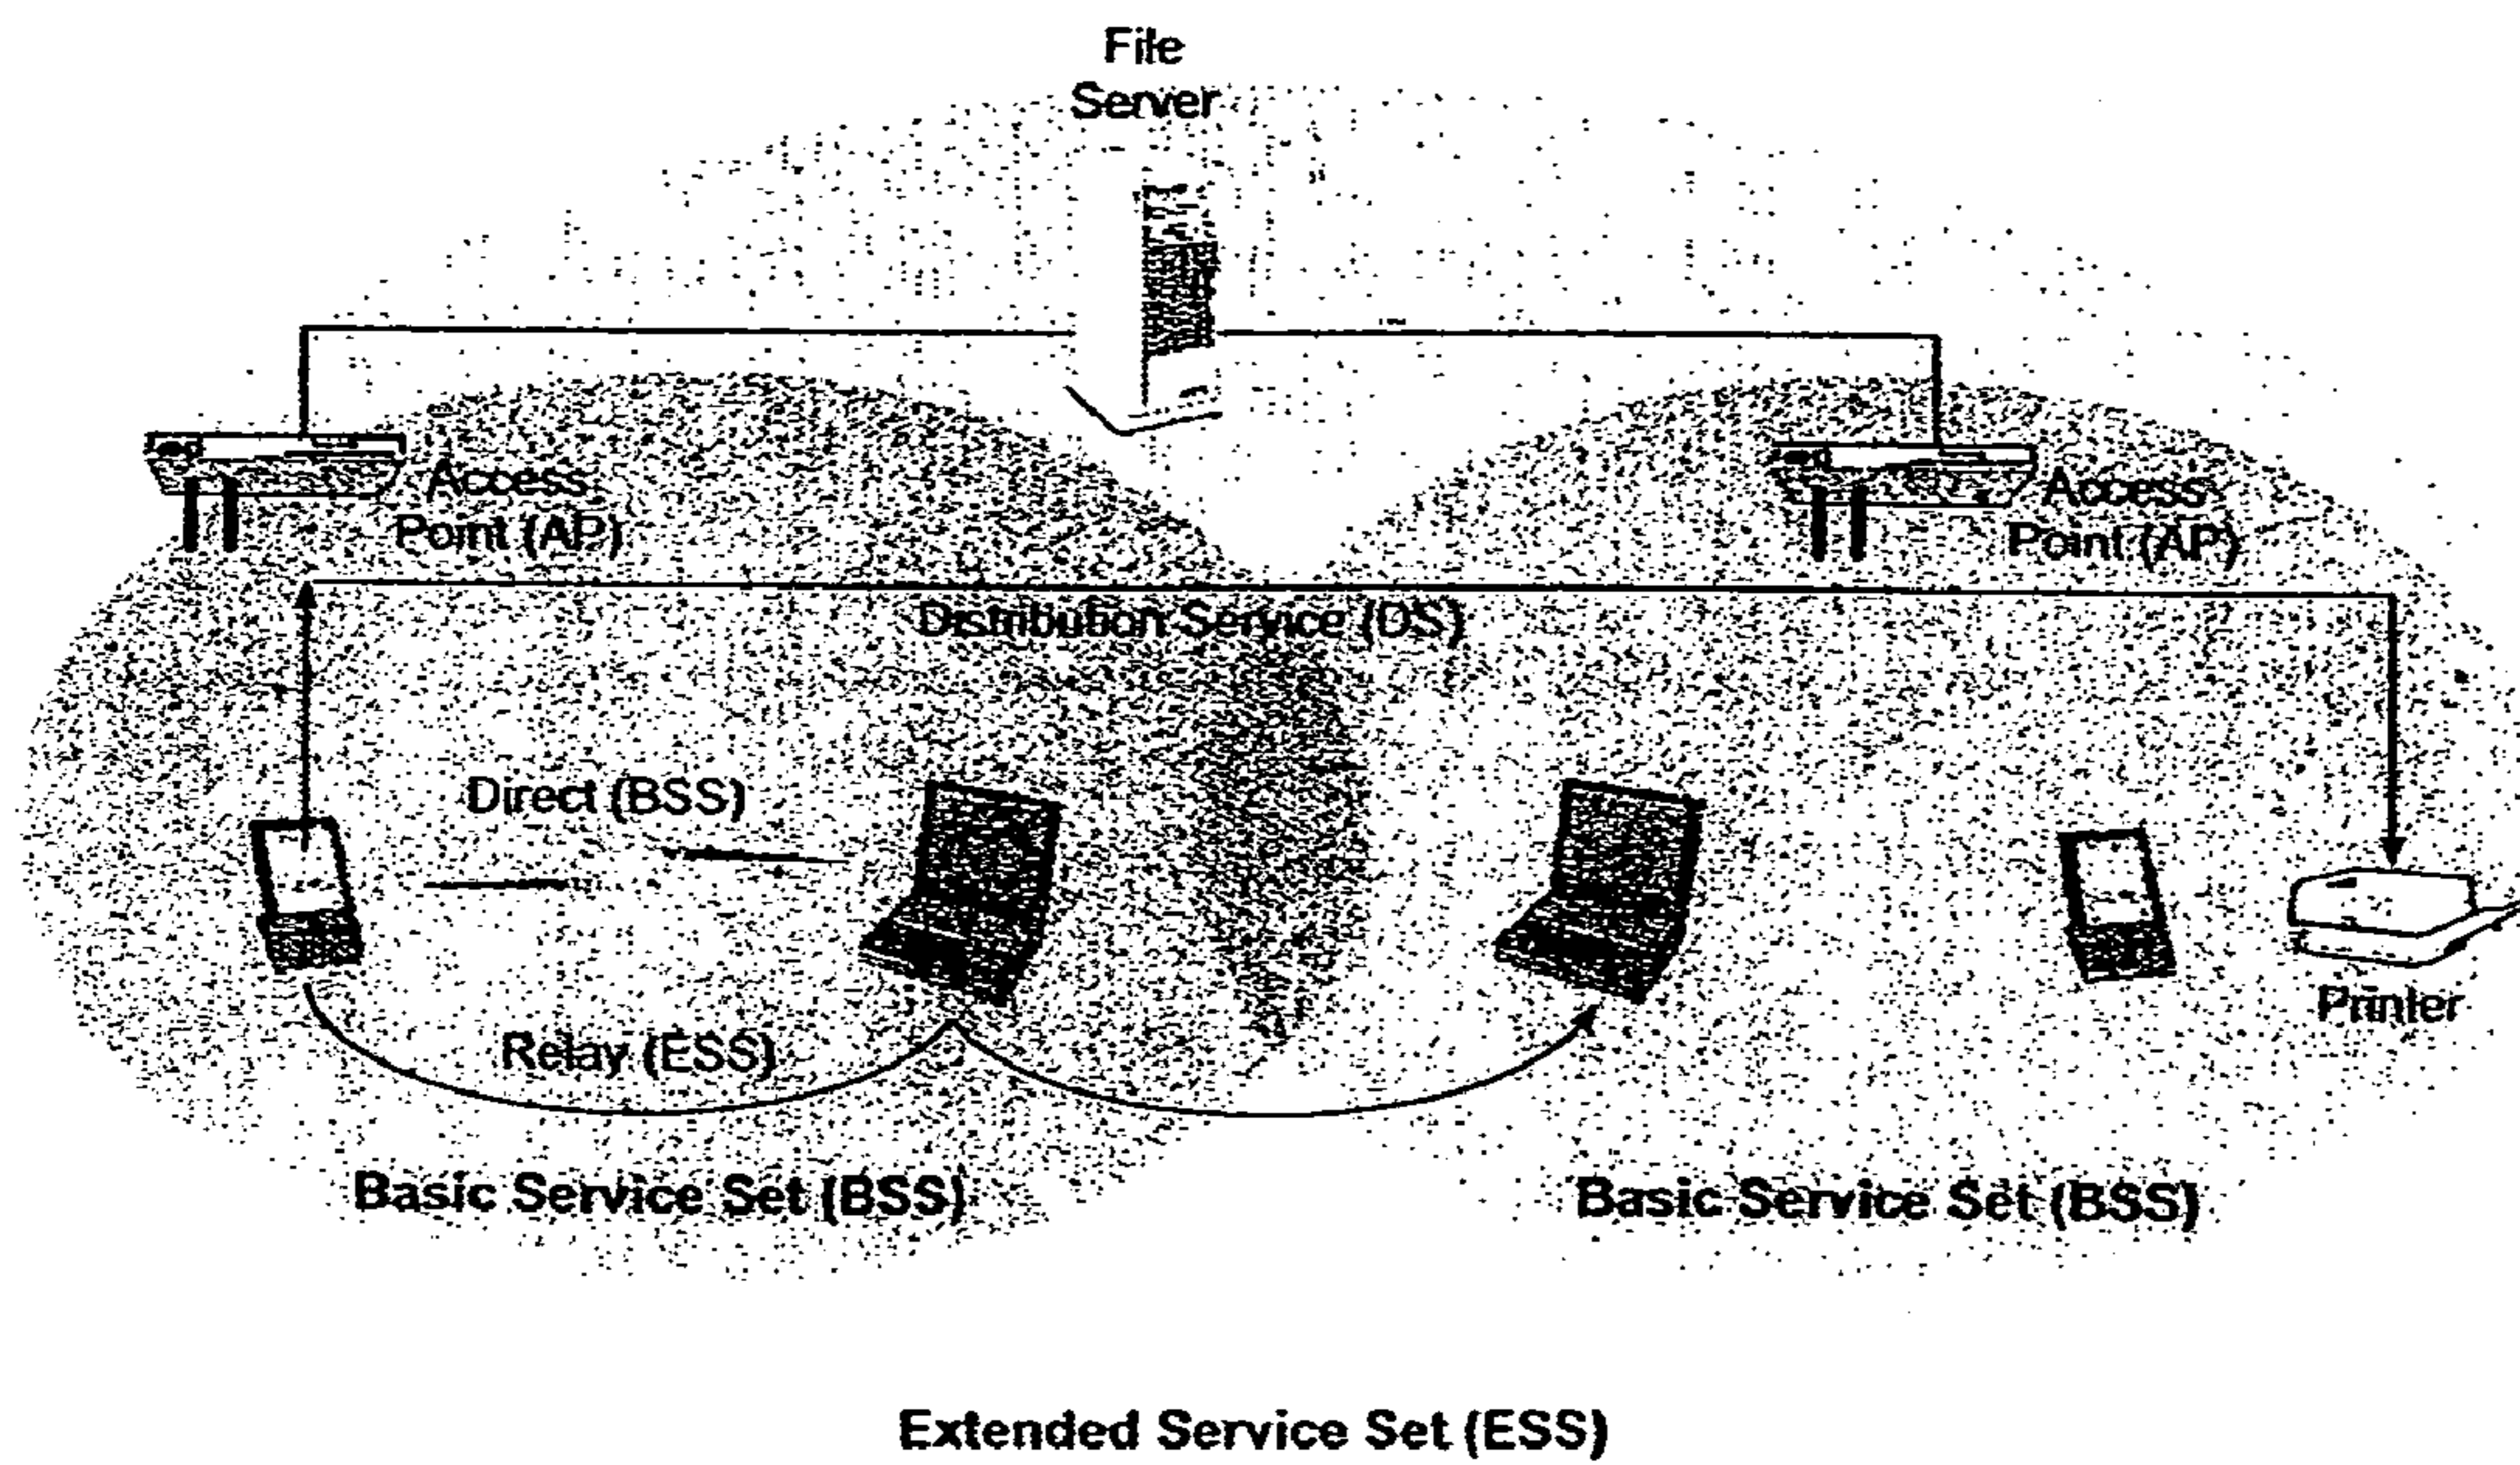 File
Server
Access
Point (AP)
Access
Point (AP)
Distribution Service (DS)
Direct (BSS)
Relay (ESS)
Printer
Basic Service Set (BSS)
Basic Service Set (BSS)
Extended Service Set (ESS)